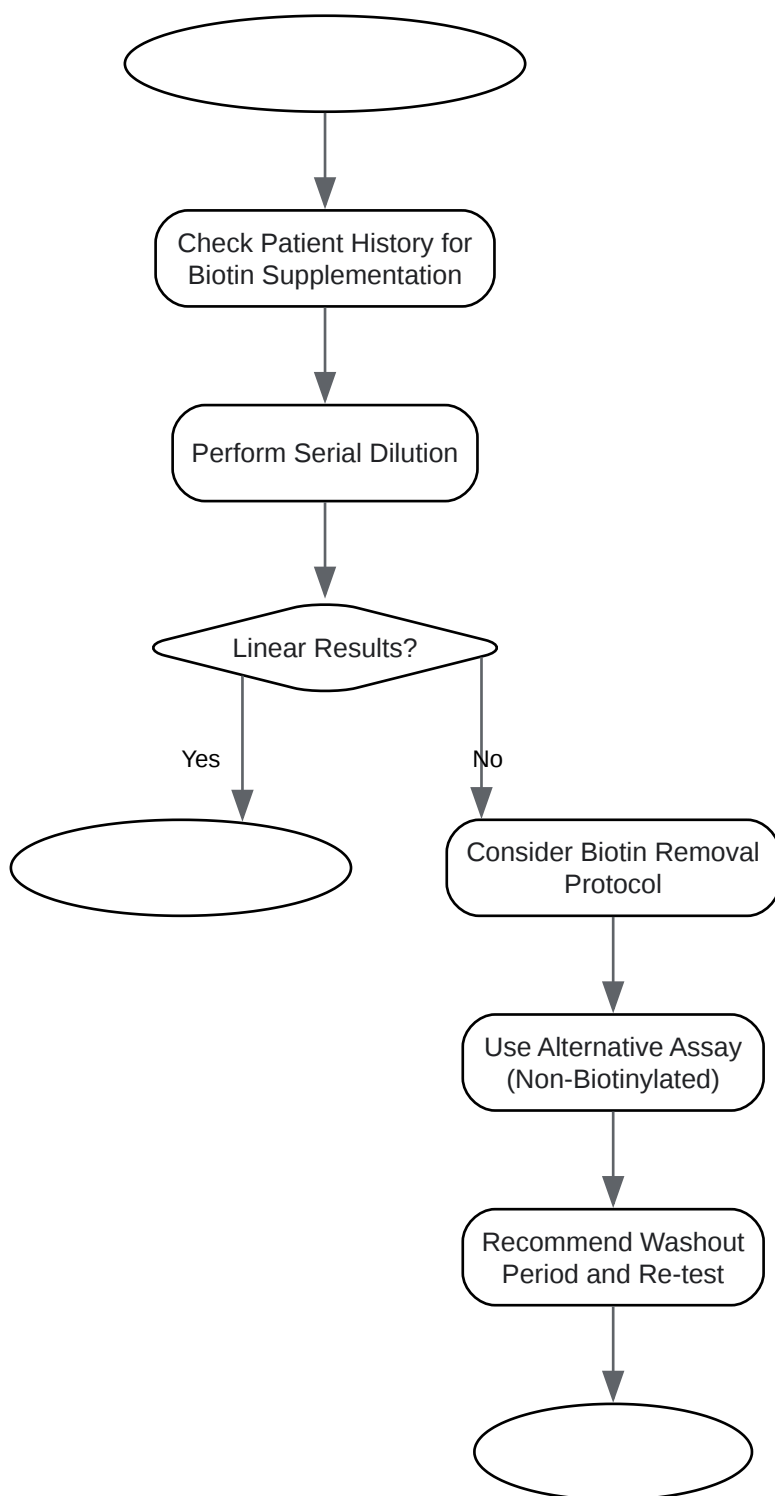 Check Patient History for
Biotin Supplementation
Perform Serial Dilution
Linear Results?
Yes
No
Consider Biotin Removal
Protocol
Use Alternative Assay
(Non-Biotinylated)
Recommend Washout
Period and Re-test